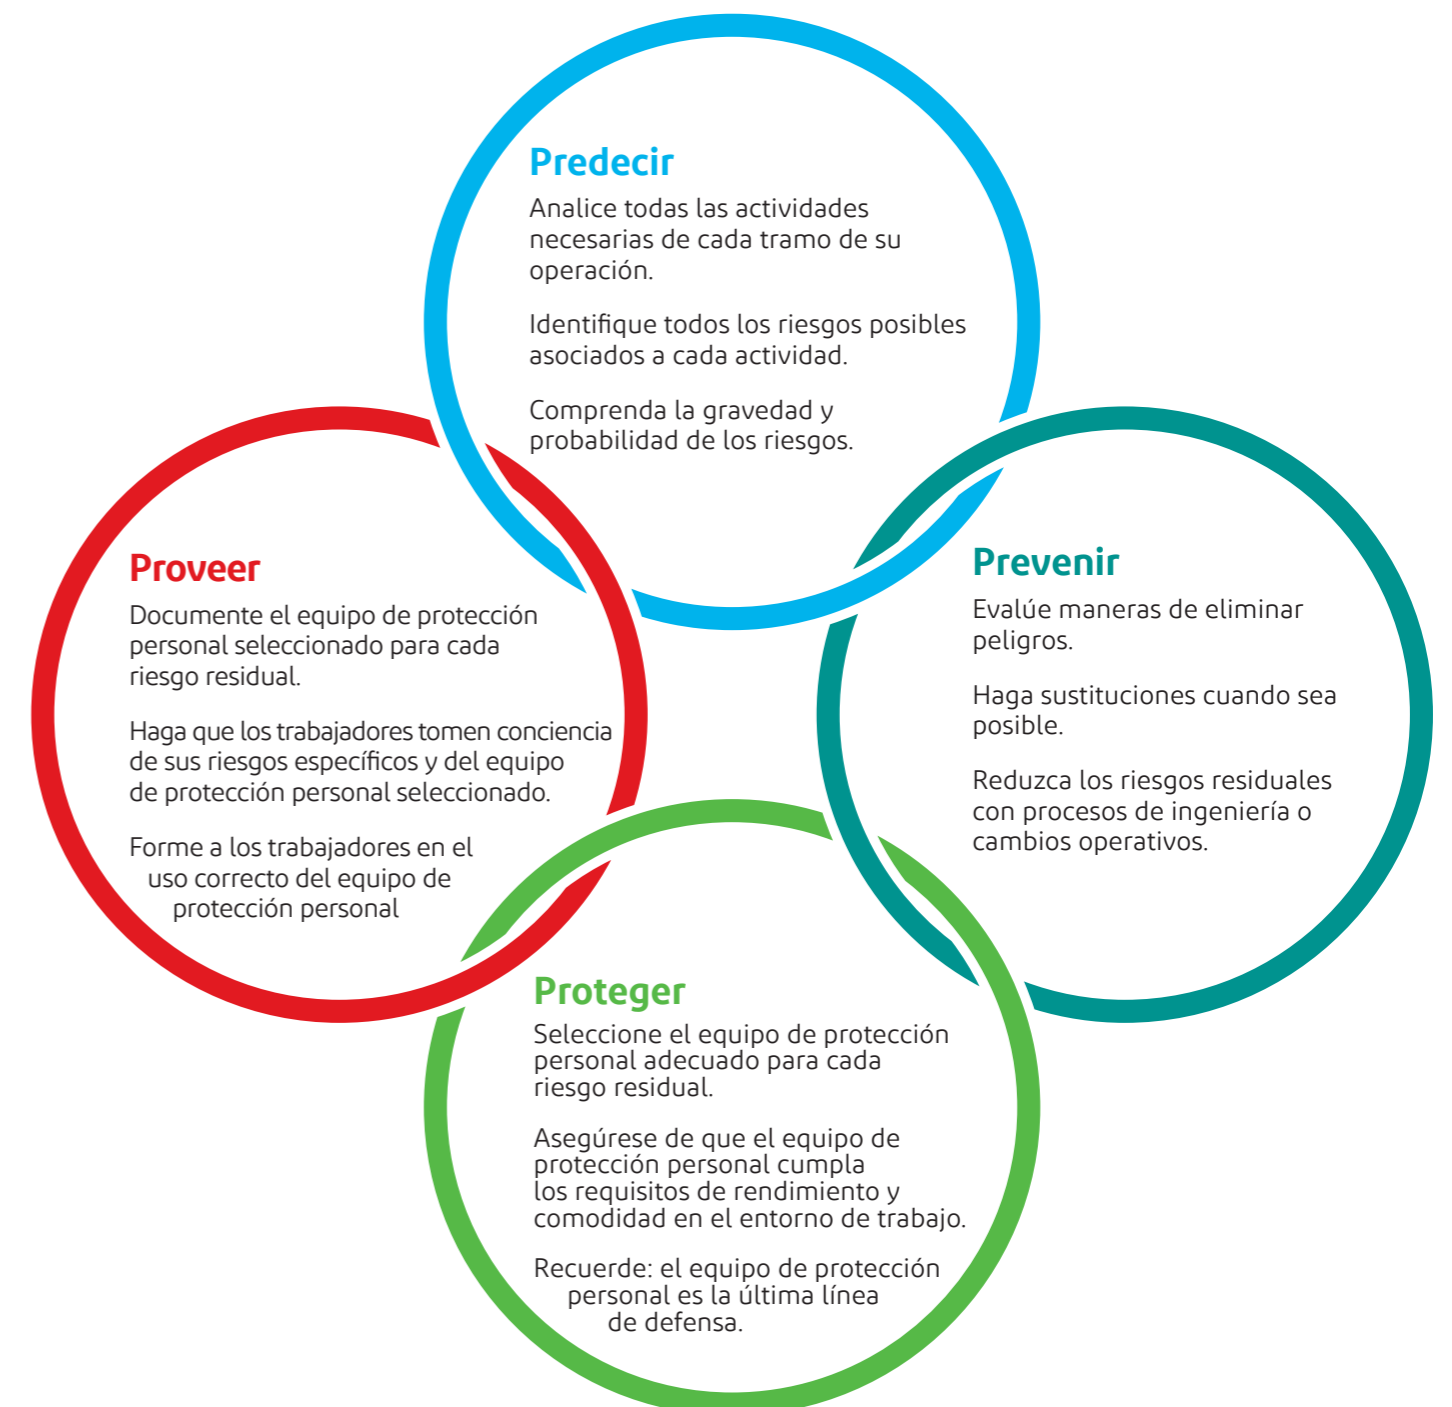 Predecir
Analice todas las actividades
necesarias de cada tramo de su
operación.
Identifique todos los riesgos posibles
asociados a cada actividad.
Comprenda la gravedad y
probabilidad de los riesgos.
Proveer
Documente el equipo de protección
personal seleccionado para cada
riesgo residual.
Haga que los trabajadores tomen conciencia
de sus riesgos específicos y del equipo
de protección personal seleccionado.
Forme a los trabajadores en el
uso correcto del equipo de
protección personal
Prevenir
Evalúe maneras de eliminar
peligros.
Haga sustituciones cuando sea
posible.
Reduzca los riesgos residuales
con procesos de ingeniería o
cambios operativos.
Proteger
Seleccione el equipo de protección
personal adecuado para cada
riesgo residual.
Asegúrese de que el equipo de
protección personal cumpla
los requisitos de rendimiento y
comodidad en el entorno de trabajo.
Recuerde: el equipo de protección
personal es la última línea
de defensa.